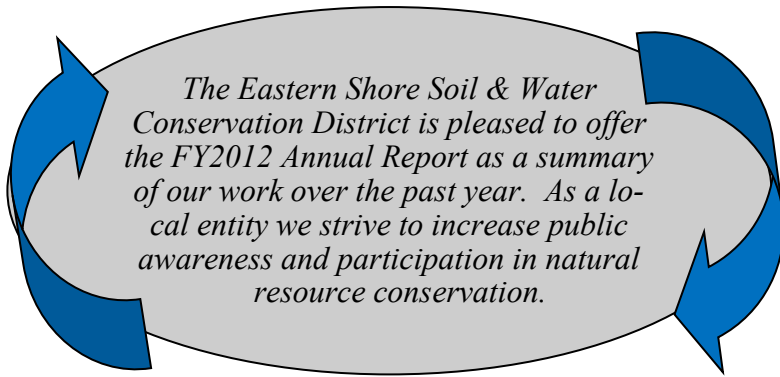 The Eastern Shore Soil & Water
Conservation District is pleased to offer
the FY2012 Annual Report as a summary
of our work over the past year.  As a lo-
cal entity we strive to increase public
awareness and participation in natural
resource conservation.